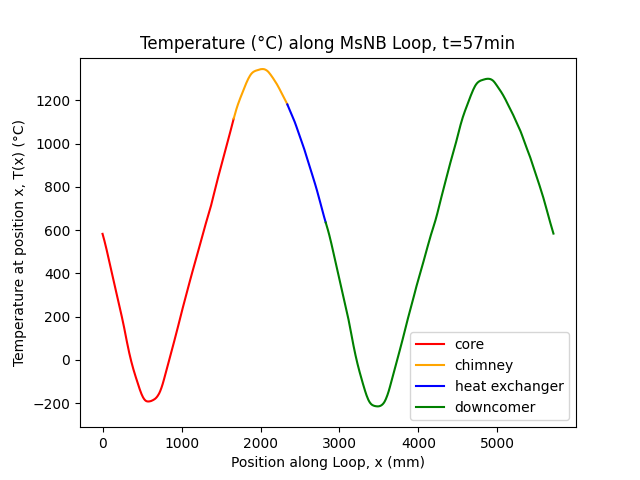 Temperature (°C) along MsNB Loop, t=57min
Temperature at position x, T(x) (°C)
1200
1000
800
600
400
200
0
−200
0 1000 2000 3000 4000 5000
Position along Loop, x (mm)
core
chimney
heat exchanger
downcomer